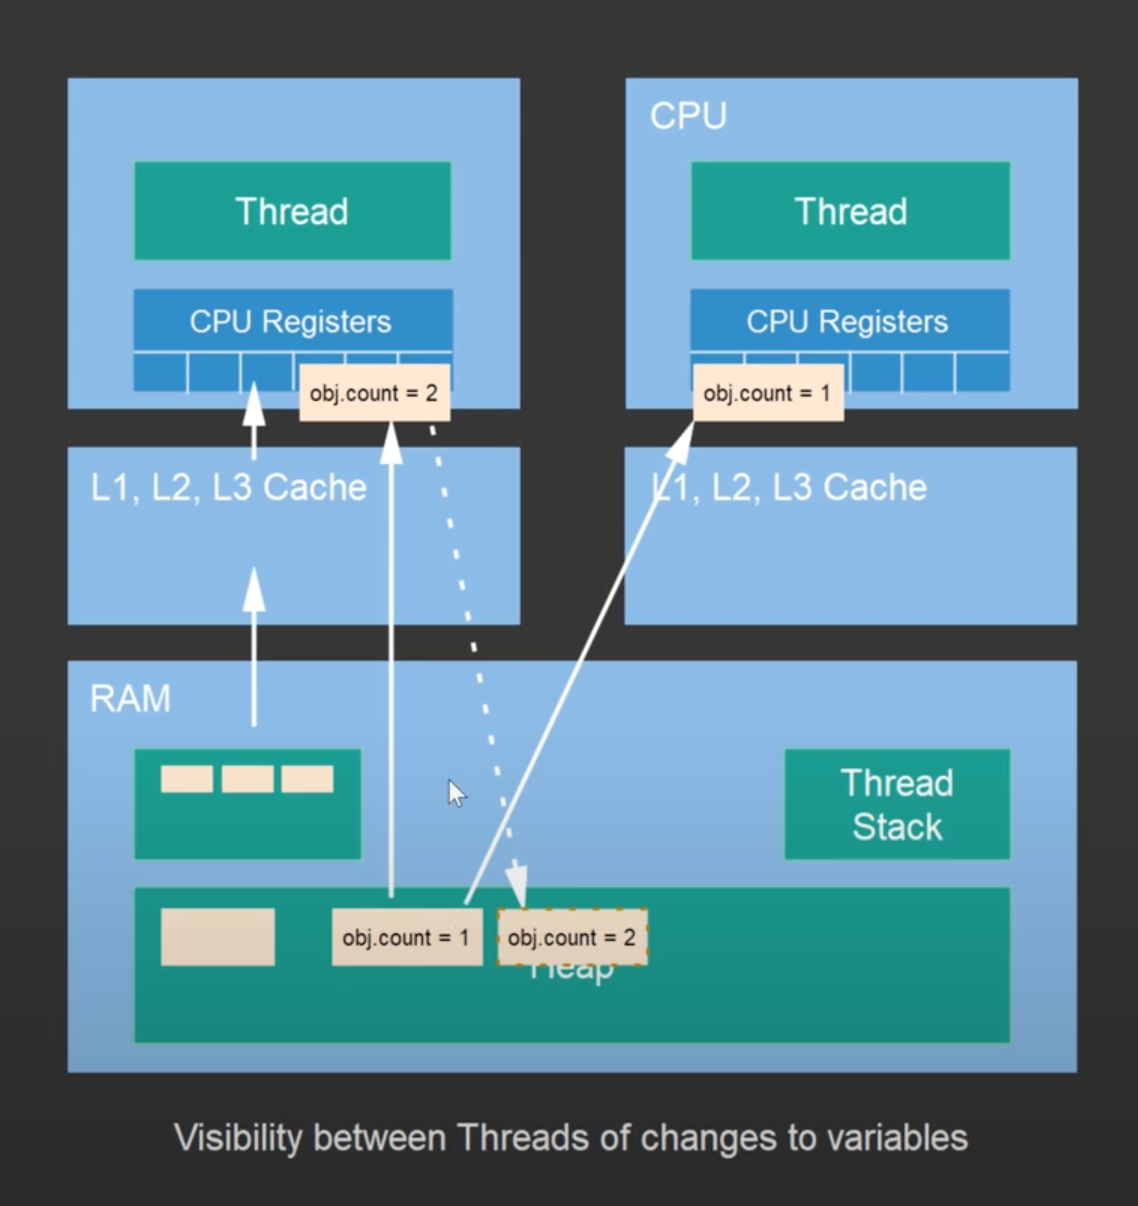 CPU
Thread
Thread
CPU Registers
CPU Registers
obj.count = 2
obj.count = 1
L1, L2, L3 Cache
L1, L2, L3 Cache
RAM
Thread
Stack
obj.count = 1
obj.count = 2
Heap
Visibility between Threads of changes to variables